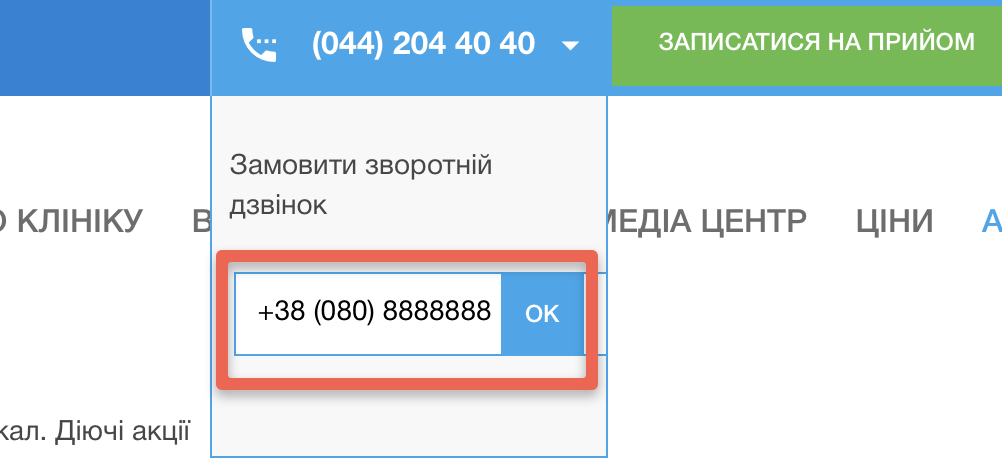 (044) 204 40 40
ЗАПИСАТИСЯ НА ПРИЙОМ
Замовити зворотній
дзвінок
КЛІНІКУ
МЕДІА ЦЕНТР
ЦІНИ
+38 (080) 8888888
ОК
кал. Діючі акції